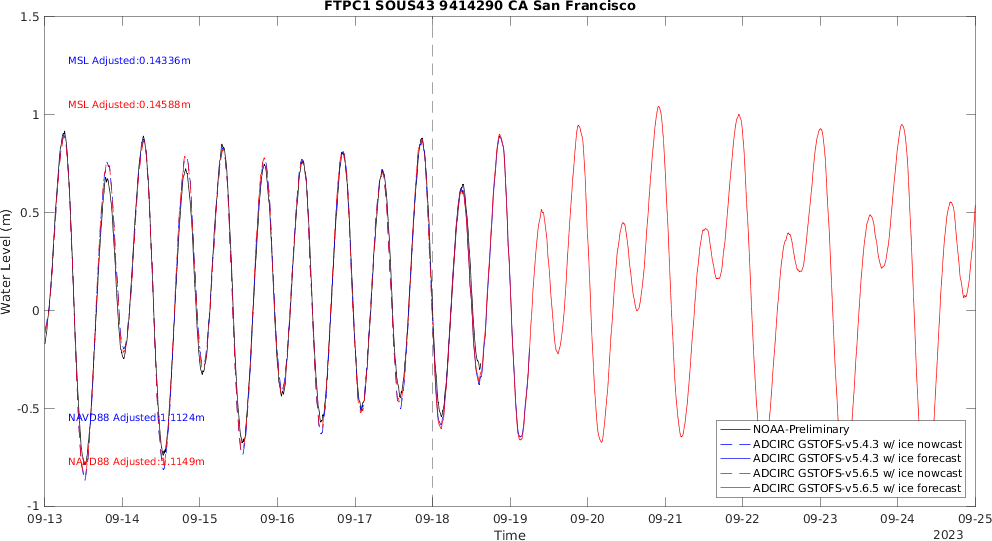 FTPC1 SOUS43 9414290 CA San Francisco
1.5
MSL Adjusted:0.14336m
MSL Adjusted:0.14588m
1
0.5
Water Level (m)
0
-0.5
NAVD88 Adjusted:1.1124m
NAVD88 Adjusted:1.1149m
-1
NOAA-Preliminary
ADCIRC GSTOFS-v5.4.3 w/ ice nowcast
ADCIRC GSTOFS-v5.4.3 w/ ice forecast
ADCIRC GSTOFS-v5.6.5 w/ ice nowcast
ADCIRC GSTOFS-v5.6.5 w/ ice forecast
09-13 09-14 09-15 09-16 09-17 09-18 09-19 09-20 09-21 09-22 09-23 09-24 09-25
Time
2023